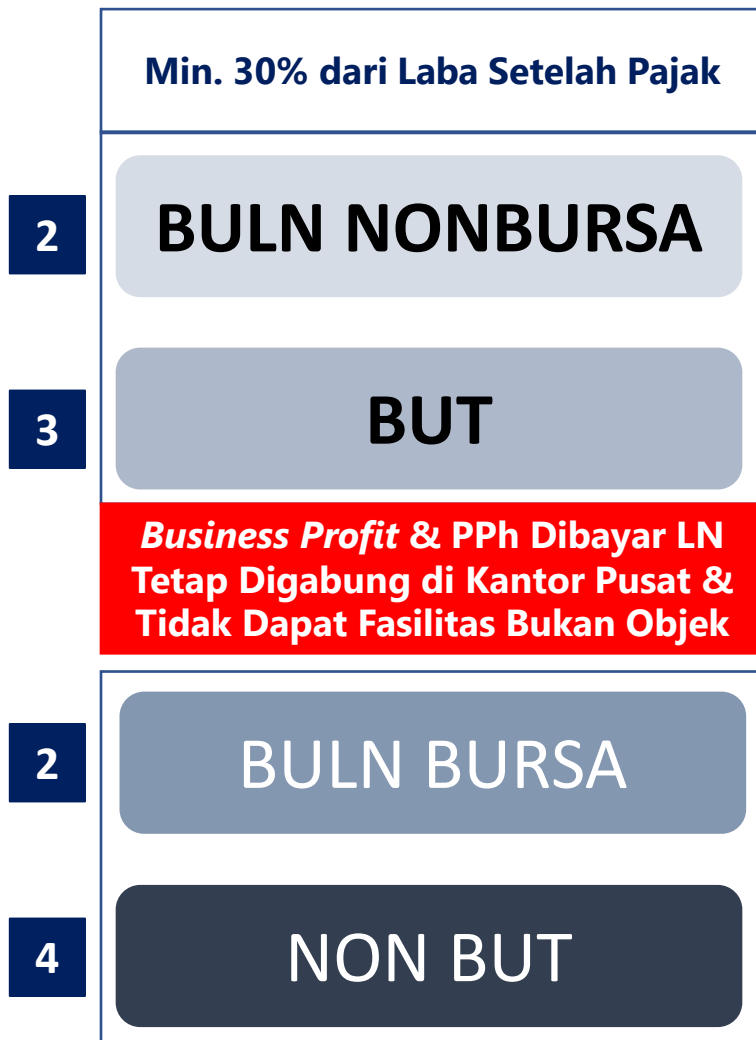 Min. 30% dari Laba Setelah Pajak
2
BULN NONBURSA
3
BUT
Business Profit & PPh Dibayar LN
Tetap Digabung di Kantor Pusat &
Tidak Dapat Fasilitas Bukan Objek
2
BULN BURSA
4
NON BUT